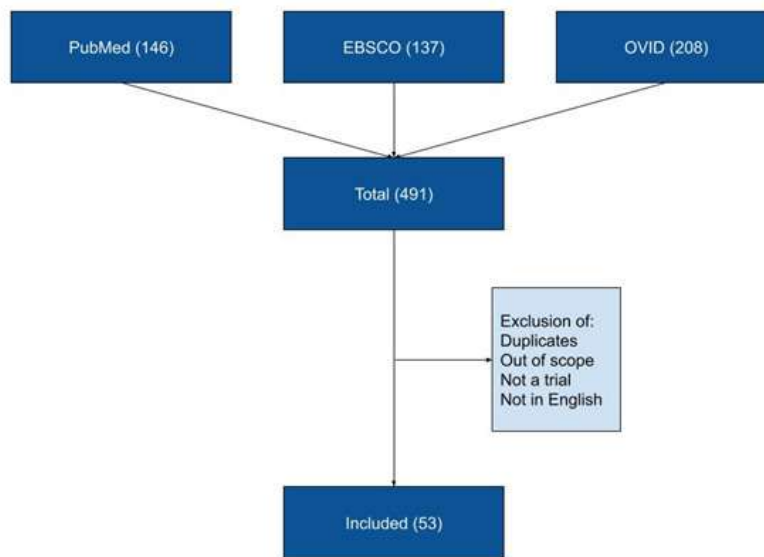 PubMed (146)
EBSCO (137)
OVID (208)
Total (491)
Exclusion of:
Duplicates
Out of scope
Not a trial
Not in English
Included (53)